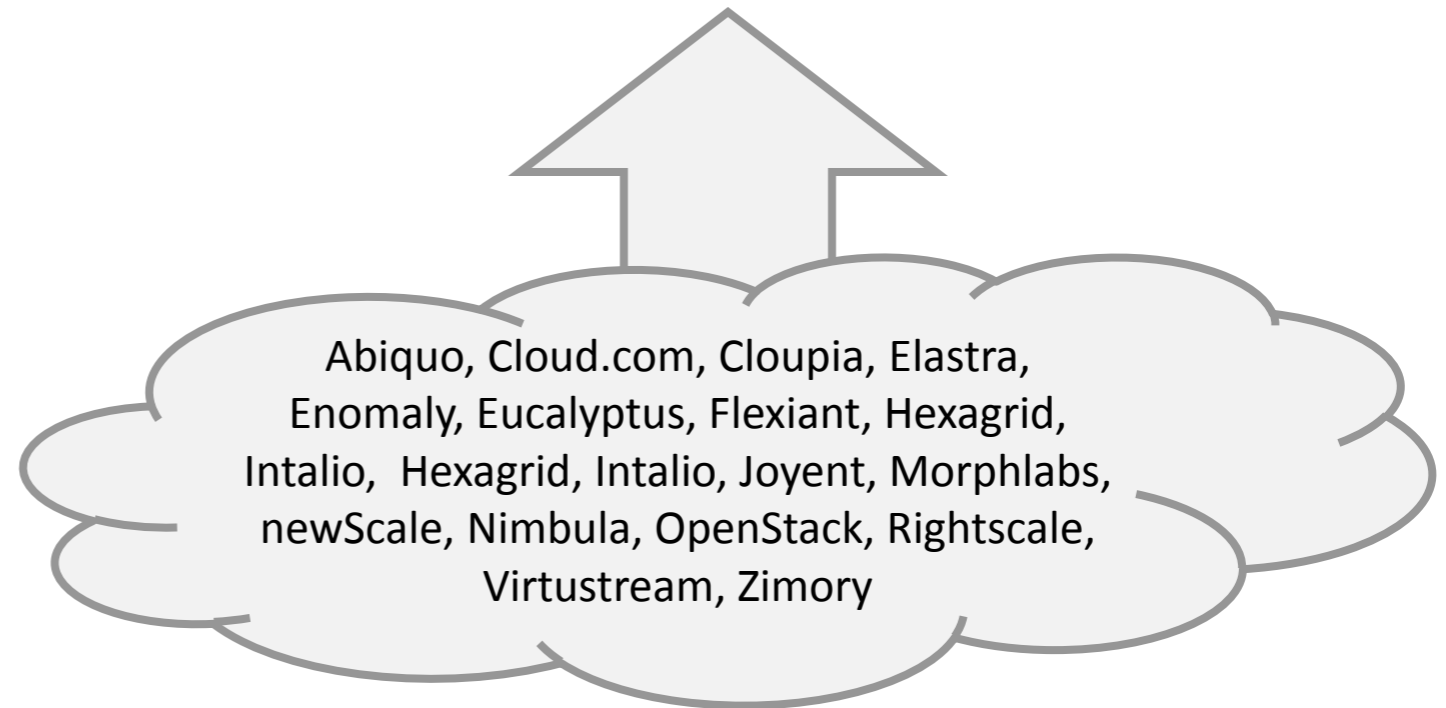 Abiquo, Cloud.com, Cloupia, Elastra,
Enomaly, Eucalyptus, Flexiant, Hexagrid,
Intalio,  Hexagrid, Intalio, Joyent, Morphlabs,
newScale, Nimbula, OpenStack, Rightscale,
Virtustream, Zimory